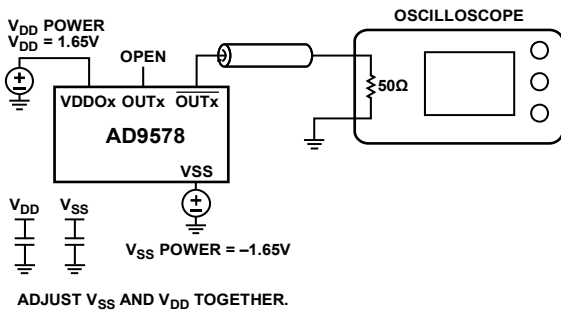 OSCILLOSCOPE
VDD POWER
VDD = 1.65V
OPEN
VDDOx OUTx OUTx
50Ω
AD9578
VSS
VDD
VSS
VSS POWER = –1.65V
ADJUST VSS AND VDD TOGETHER.